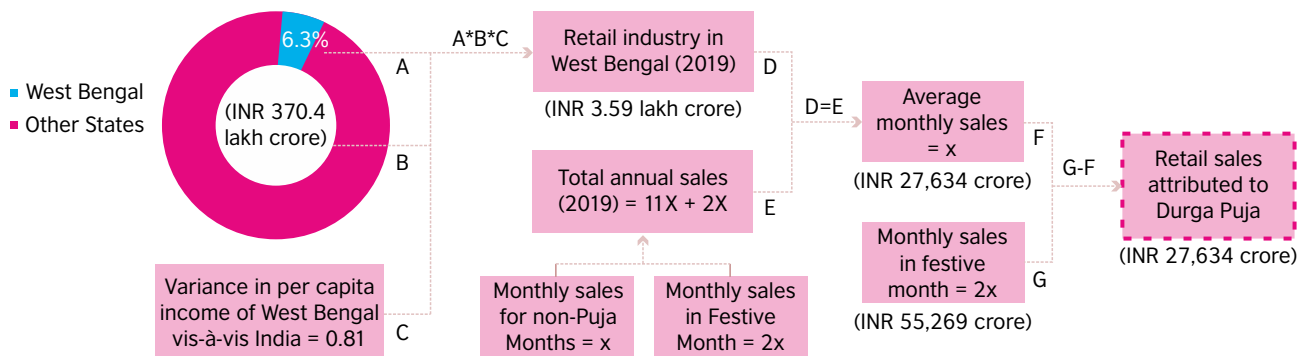 6.3%
West Bengal
Other States
(INR 370.4
lakh crore)
A
B
Variance in per capita
income of West Bengal
vis-à-vis India = 0.81
C
A*B*C
Retail industry in
West Bengal (2019)
D
(INR 3.59 lakh crore)
Total annual sales
(2019) = 11X + 2X
E
Monthly sales
for non-Puja
Months = x
Monthly sales
in Festive
Month = 2x
D=E
Average
monthly sales
= x
F
(INR 27,634 crore)
Monthly sales
in festive
month = 2x
G
(INR 55,269 crore)
G-F
Retail sales
attributed to
Durga Puja
(INR 27,634 crore)